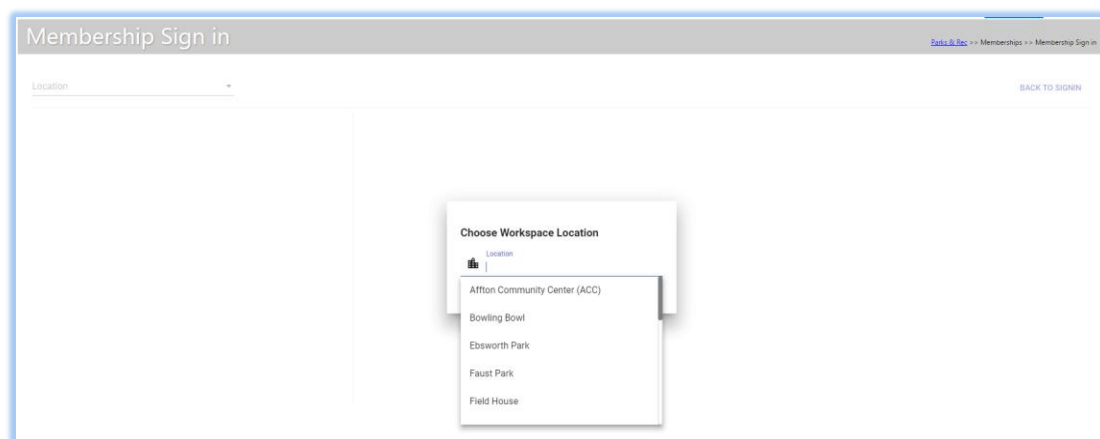 Membership Sign in
Parks & Rec >> Memberships >> Membership Sign in
Location
BACK TO SIGNIN
Choose Workspace Location
Location
Affton Community Center (ACC)
Bowling Bowl
Ebsworth Park
Faust Park
Field House